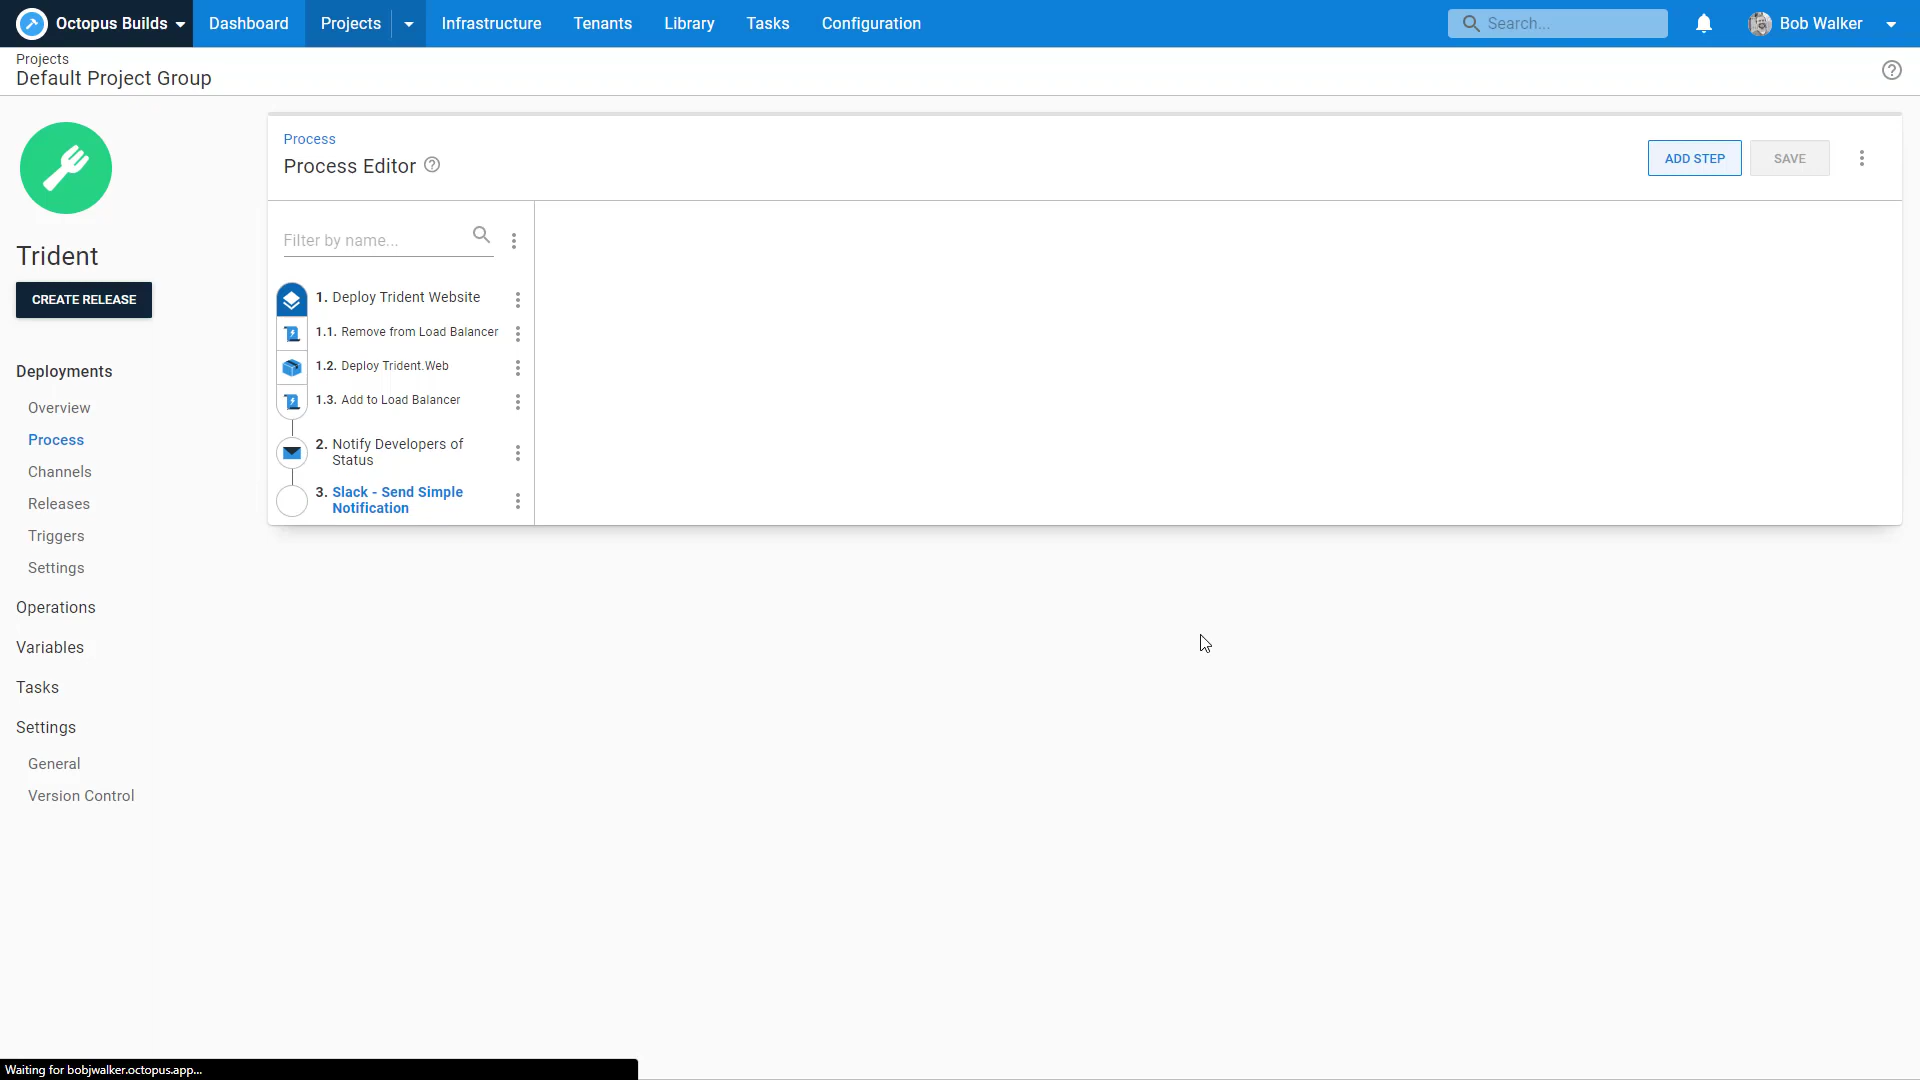 Octopus Builds
Dashboard
Projects
Infrastructure
Tenants
Library
Tasks
Configuration
Search...
Bob Walker
Projects
Default Project Group
Trident
CREATE RELEASE
Deployments
Overview
Process
Channels
Releases
Triggers
Settings
Operations
Variables
Tasks
Settings
General
Version Control
Process
Process Editor
ADD STEP
SAVE
Filter by name...
1. Deploy Trident Website
1.1. Remove from Load Balancer
1.2. Deploy Trident.Web
1.3. Add to Load Balancer
2. Notify Developers of
Status
3. Slack - Send Simple
Notification
Waiting for bobjwalker.octopus.app...